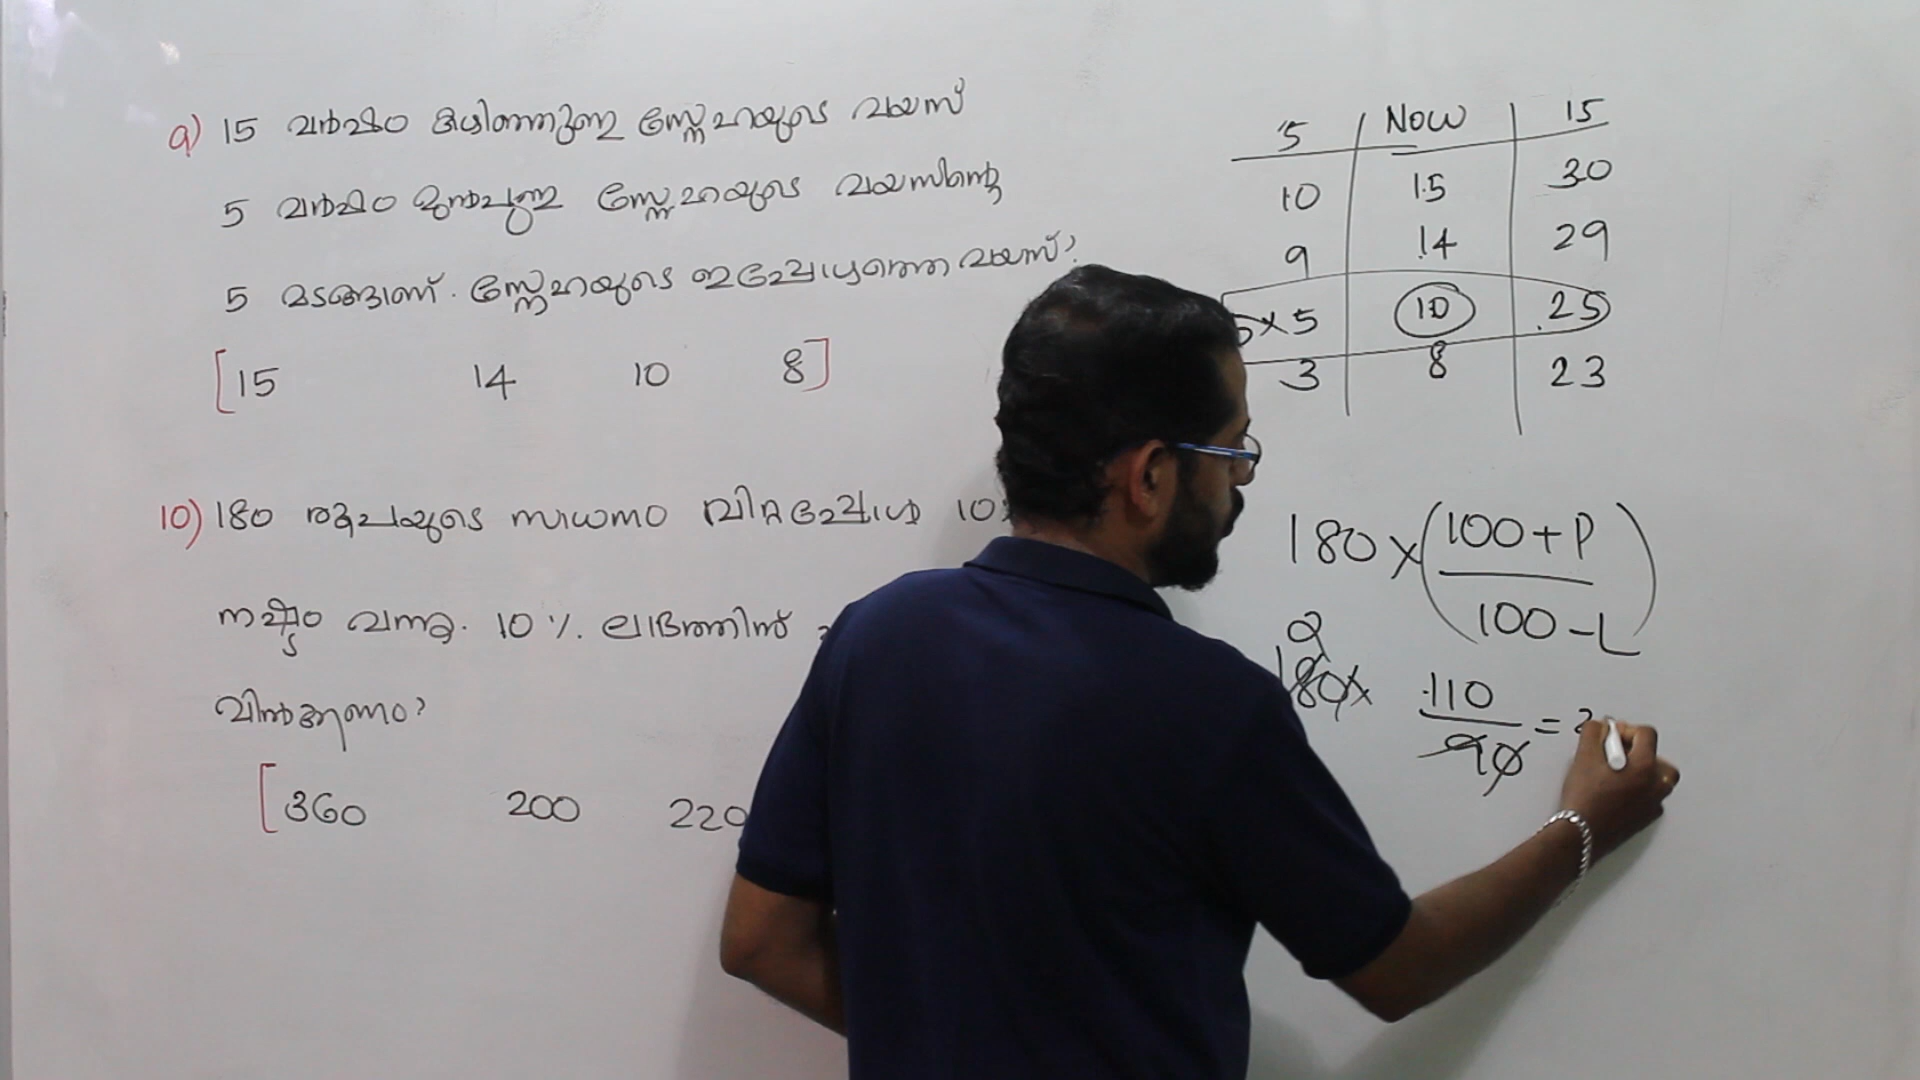 9) 15 വർഷം കഴിഞ്ഞുള്ള സ്നേഹയുടെ വയസ്
5 വർഷം മുൻപുള്ള സ്നേഹയുടെ വയസിന്റെ
5 മടങ്ങാണ്. സ്നേഹയുടെ ഇപ്പോഴത്തെ വയസ്?
[15 14 10 8]
10) 180 രൂപയുടെ സാധനം വിറ്റപ്പോൾ 10
നഷ്ടം വന്നു. 10 %. ലാഭത്തിന്
വിൽക്കണം?
[360 200 220
5 Now 15
10 15 30
9 14 29
×5 10 25
3 8 23
180×(100+P
100-L)
2
180× 110
90 = 2